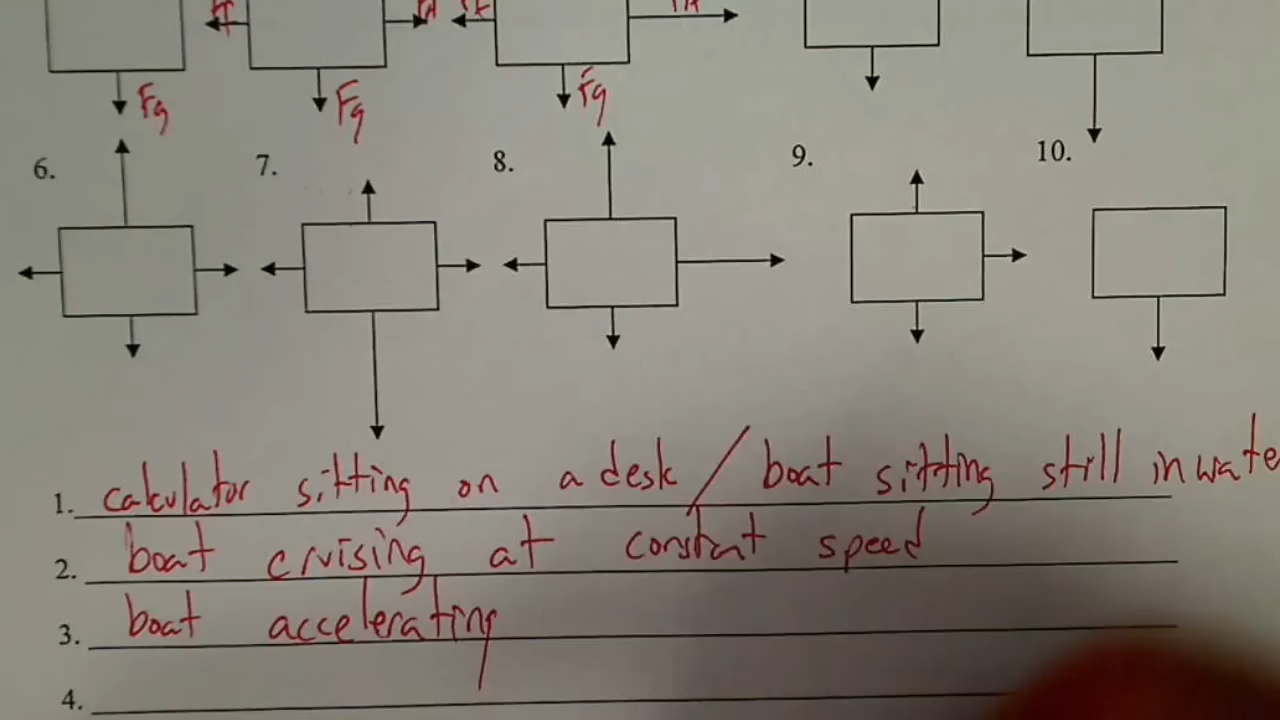 Fg Fg Fg
6. 7. 8. 9. 10.
1. calculator sitting on a desk / boat sitting still in wate
2. boat cruising at constant speed
3. boat accelerating
4.